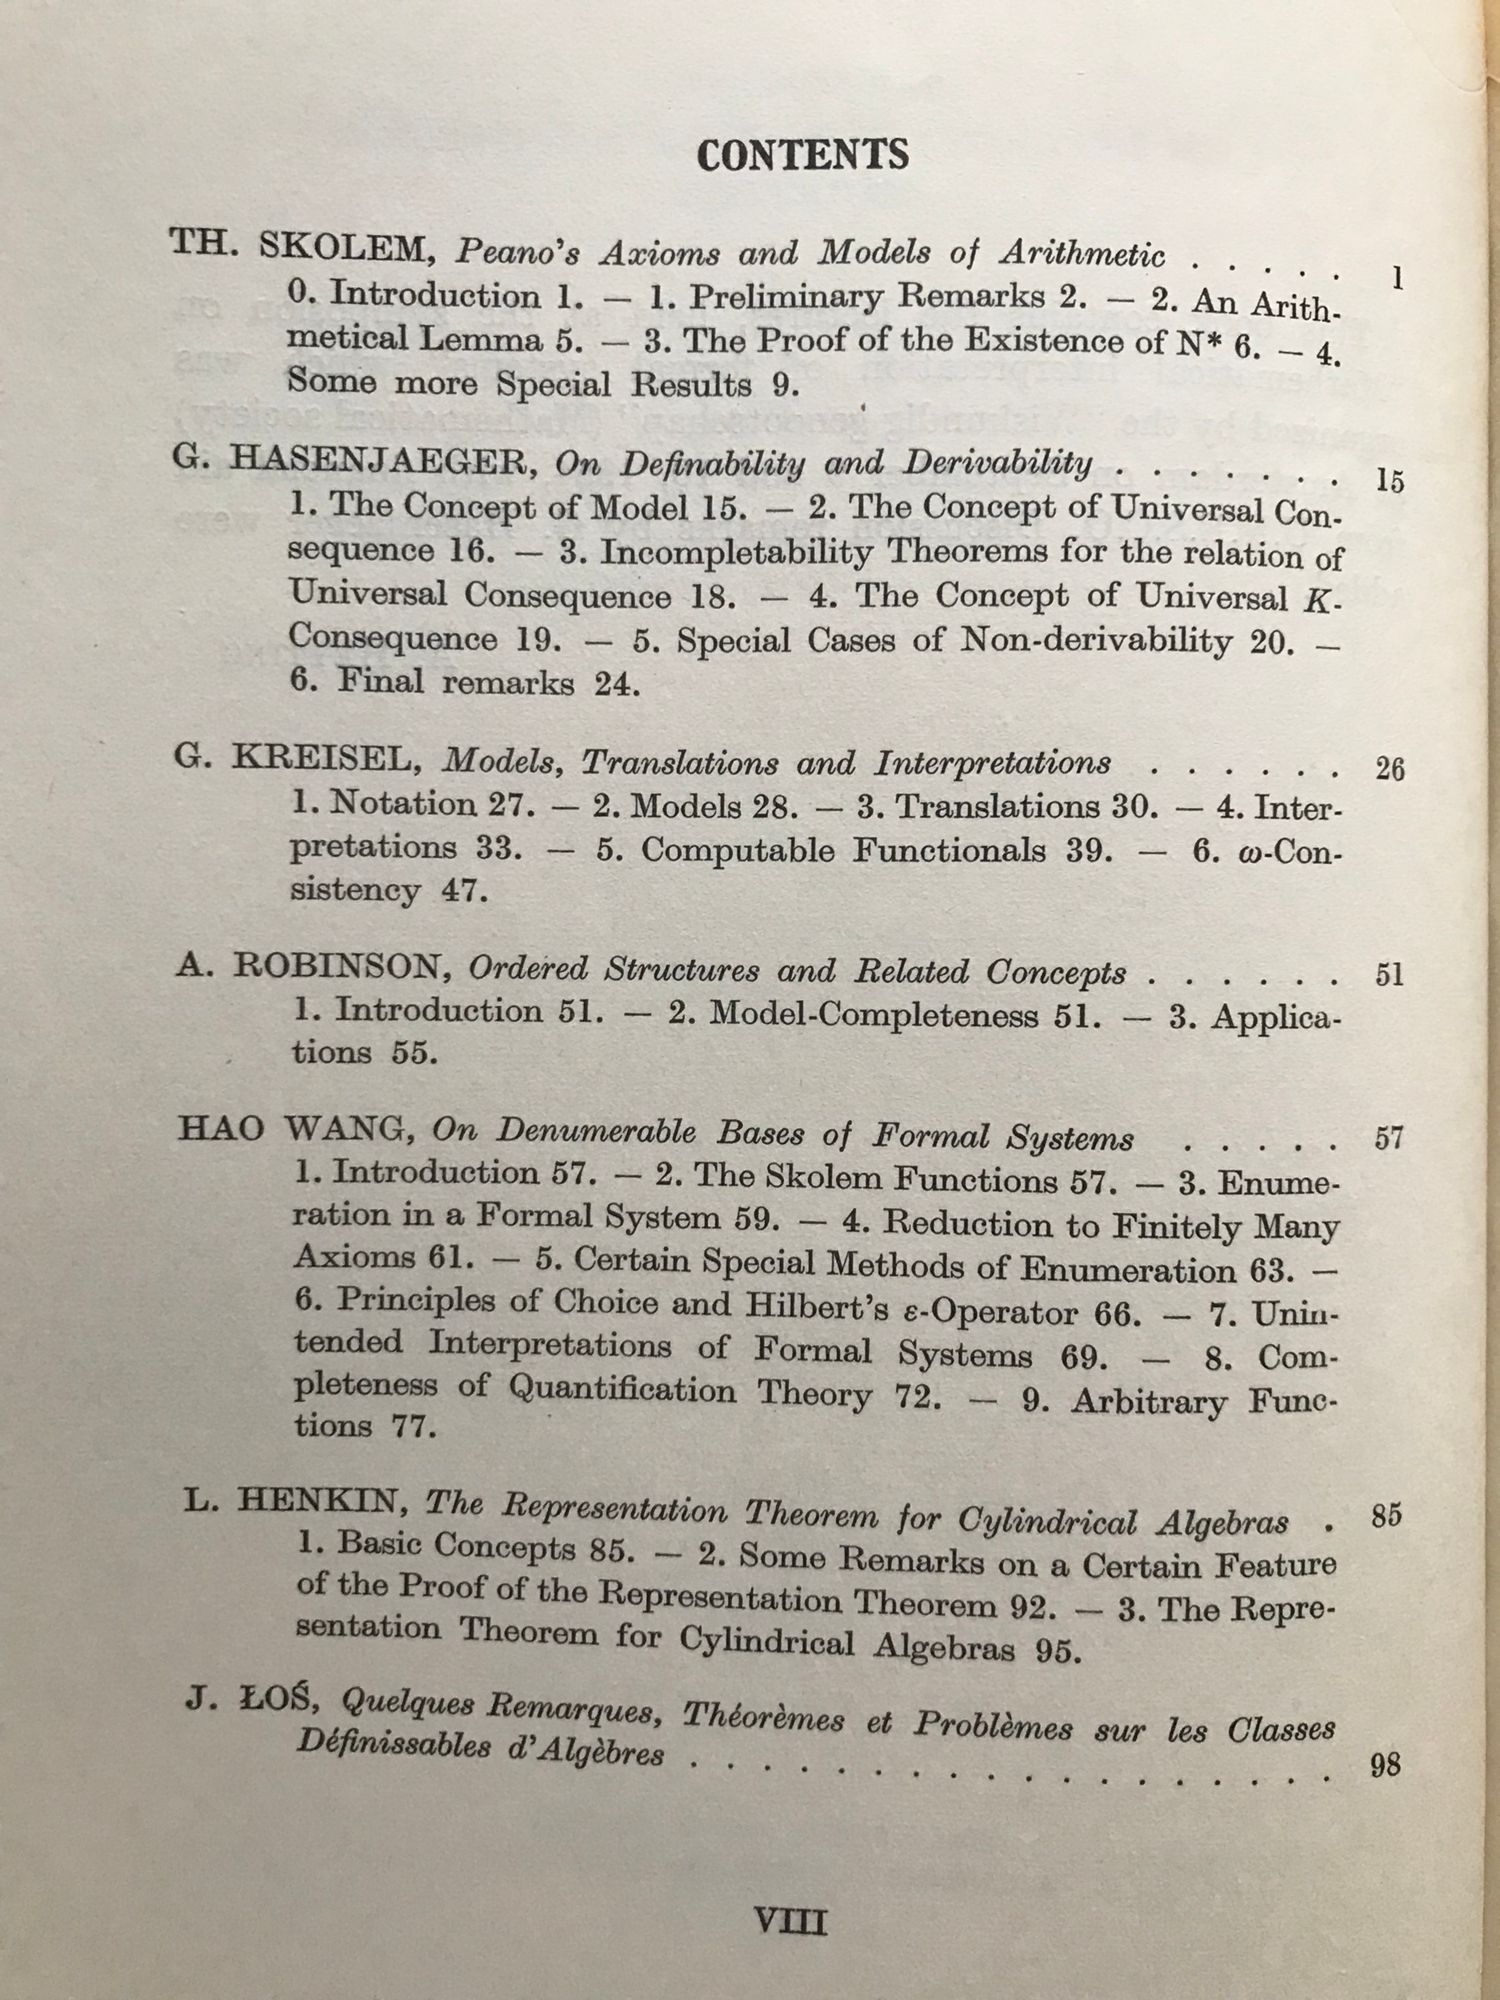 CONTENTS
TH. SKOLEM, Peano's Axioms and Models of Arithmetic . . . . . 1
0. Introduction 1. — 1. Preliminary Remarks 2. — 2. An Arith-
metical Lemma 5. — 3. The Proof of the Existence of N* 6. — 4.
Some more Special Results 9.
G. HASENJAEGER, On Definability and Derivability . . . . . . . 15
1. The Concept of Model 15. — 2. The Concept of Universal Con-
sequence 16. — 3. Incompletability Theorems for the relation of
Universal Consequence 18. — 4. The Concept of Universal K-
Consequence 19. — 5. Special Cases of Non-derivability 20. —
6. Final remarks 24.
G. KREISEL, Models, Translations and Interpretations . . . . . . 26
1. Notation 27. — 2. Models 28. — 3. Translations 30. — 4. Inter-
pretations 33. — 5. Computable Functionals 39. — 6. ω-Con-
sistency 47.
A. ROBINSON, Ordered Structures and Related Concepts . . . . . . 51
1. Introduction 51. — 2. Model-Completeness 51. — 3. Applica-
tions 55.
HAO WANG, On Denumerable Bases of Formal Systems . . . . . 57
1. Introduction 57. — 2. The Skolem Functions 57. — 3. Enume-
ration in a Formal System 59. — 4. Reduction to Finitely Many
Axioms 61. — 5. Certain Special Methods of Enumeration 63. —
6. Principles of Choice and Hilbert's ε-Operator 66. — 7. Unin-
tended Interpretations of Formal Systems 69. — 8. Com-
pleteness of Quantification Theory 72. — 9. Arbitrary Func-
tions 77.
L. HENKIN, The Representation Theorem for Cylindrical Algebras . 85
1. Basic Concepts 85. — 2. Some Remarks on a Certain Feature
of the Proof of the Representation Theorem 92. — 3. The Repre-
sentation Theorem for Cylindrical Algebras 95.
J. ŁOŚ, Quelques Remarques, Théorèmes et Problèmes sur les Classes
Définissables d'Algèbres . . . . . . . . . . . . . . . . . . 98
VIII